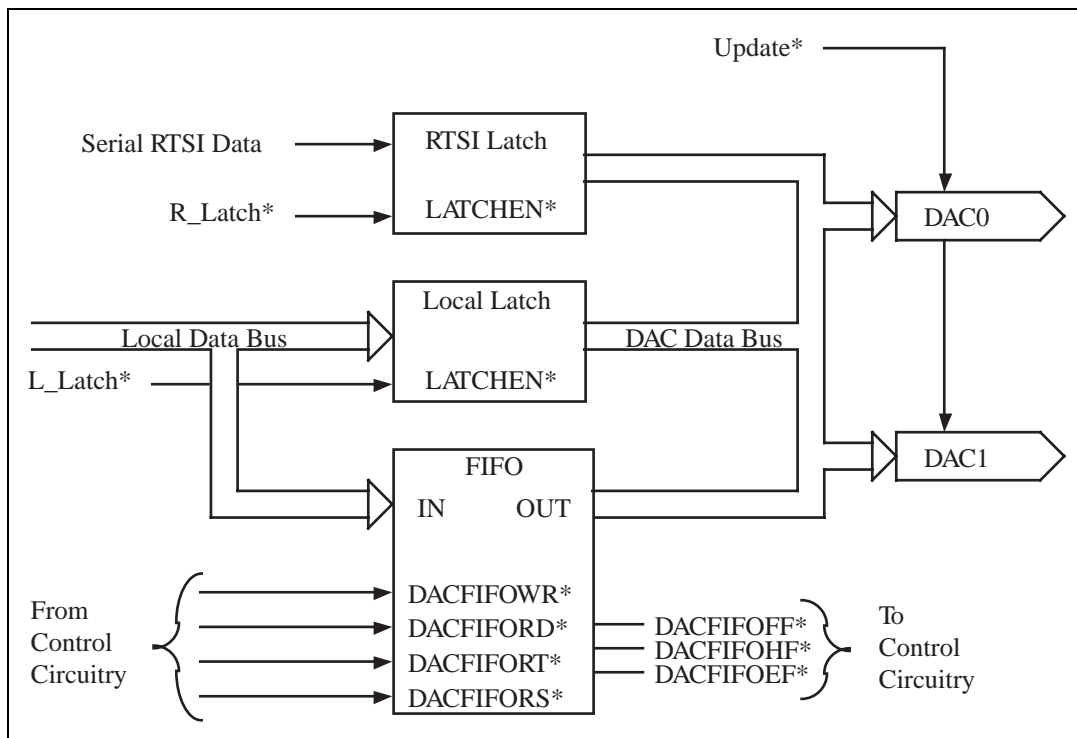 Update*
Serial RTSI Data
RTSI Latch
R_Latch*
LATCHEN*
DAC0
Local Latch
Local Data Bus
DAC Data Bus
L_Latch*
LATCHEN*
DAC1
FIFO
IN
OUT
From
Control
Circuitry
DACFIFOWR*
DACFIFORD*
DACFIFORT*
DACFIFORS*
DACFIFOFF*
DACFIFOHF*
DACFIFOEF*
To
Control
Circuitry